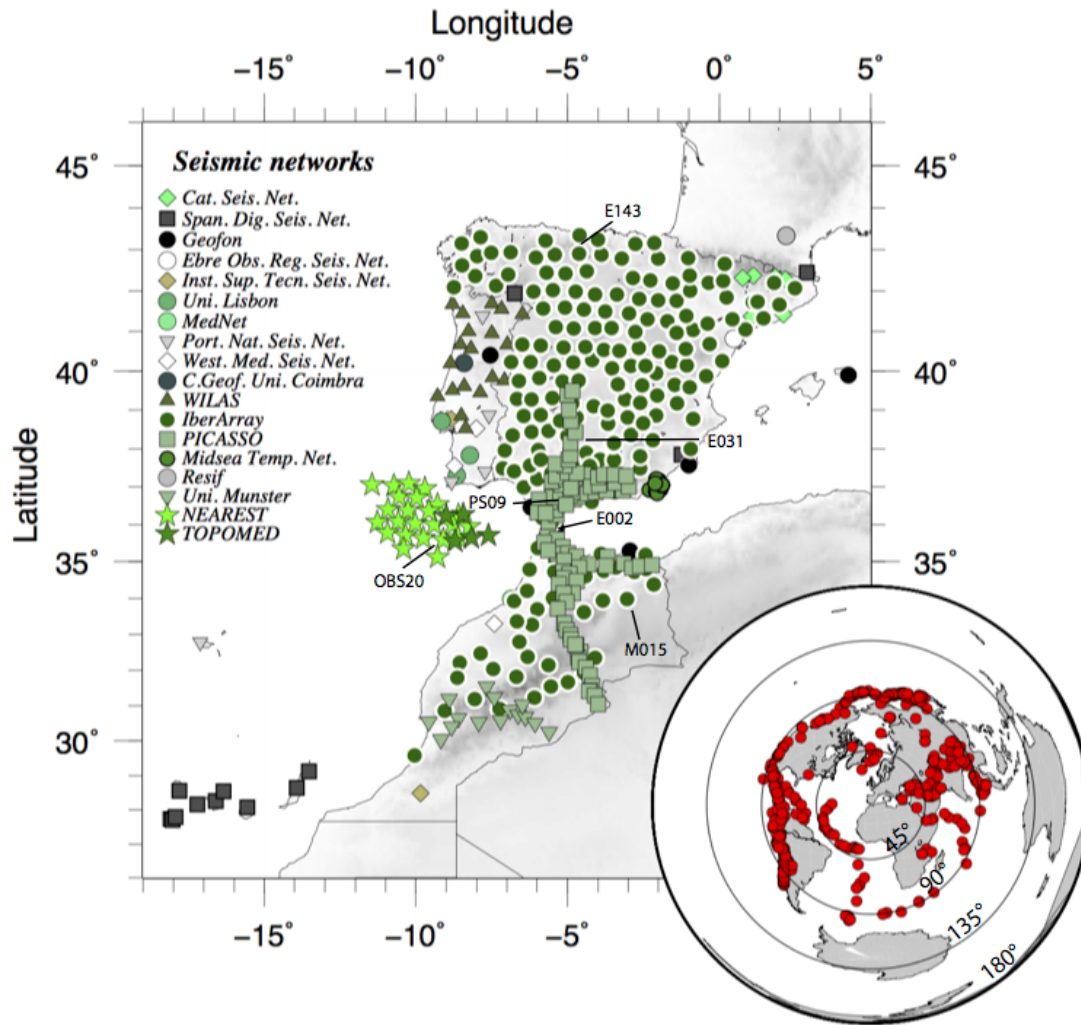 Longitude
−15° −10° −5° 0° 5°
45° 45°
Seismic networks
Cat. Seis. Net.
Span. Dig. Seis. Net.
Geofon
Ebre Obs. Reg. Seis. Net.
Inst. Sup. Tecn. Seis. Net.
Uni. Lisbon
MedNet
Port. Nat. Seis. Net.
West. Med. Seis. Net.
C.Geof. Uni. Coimbra
WILAS
IberArray
PICASSO
Midsea Temp. Net.
Resif
Uni. Munster
NEAREST
TOPOMED
E143
40° 40°
E031
PS09
E002
OBS20
Latitude
35° 35°
M015
30°
−15° −10° −5°
45°
90°
135°
180°